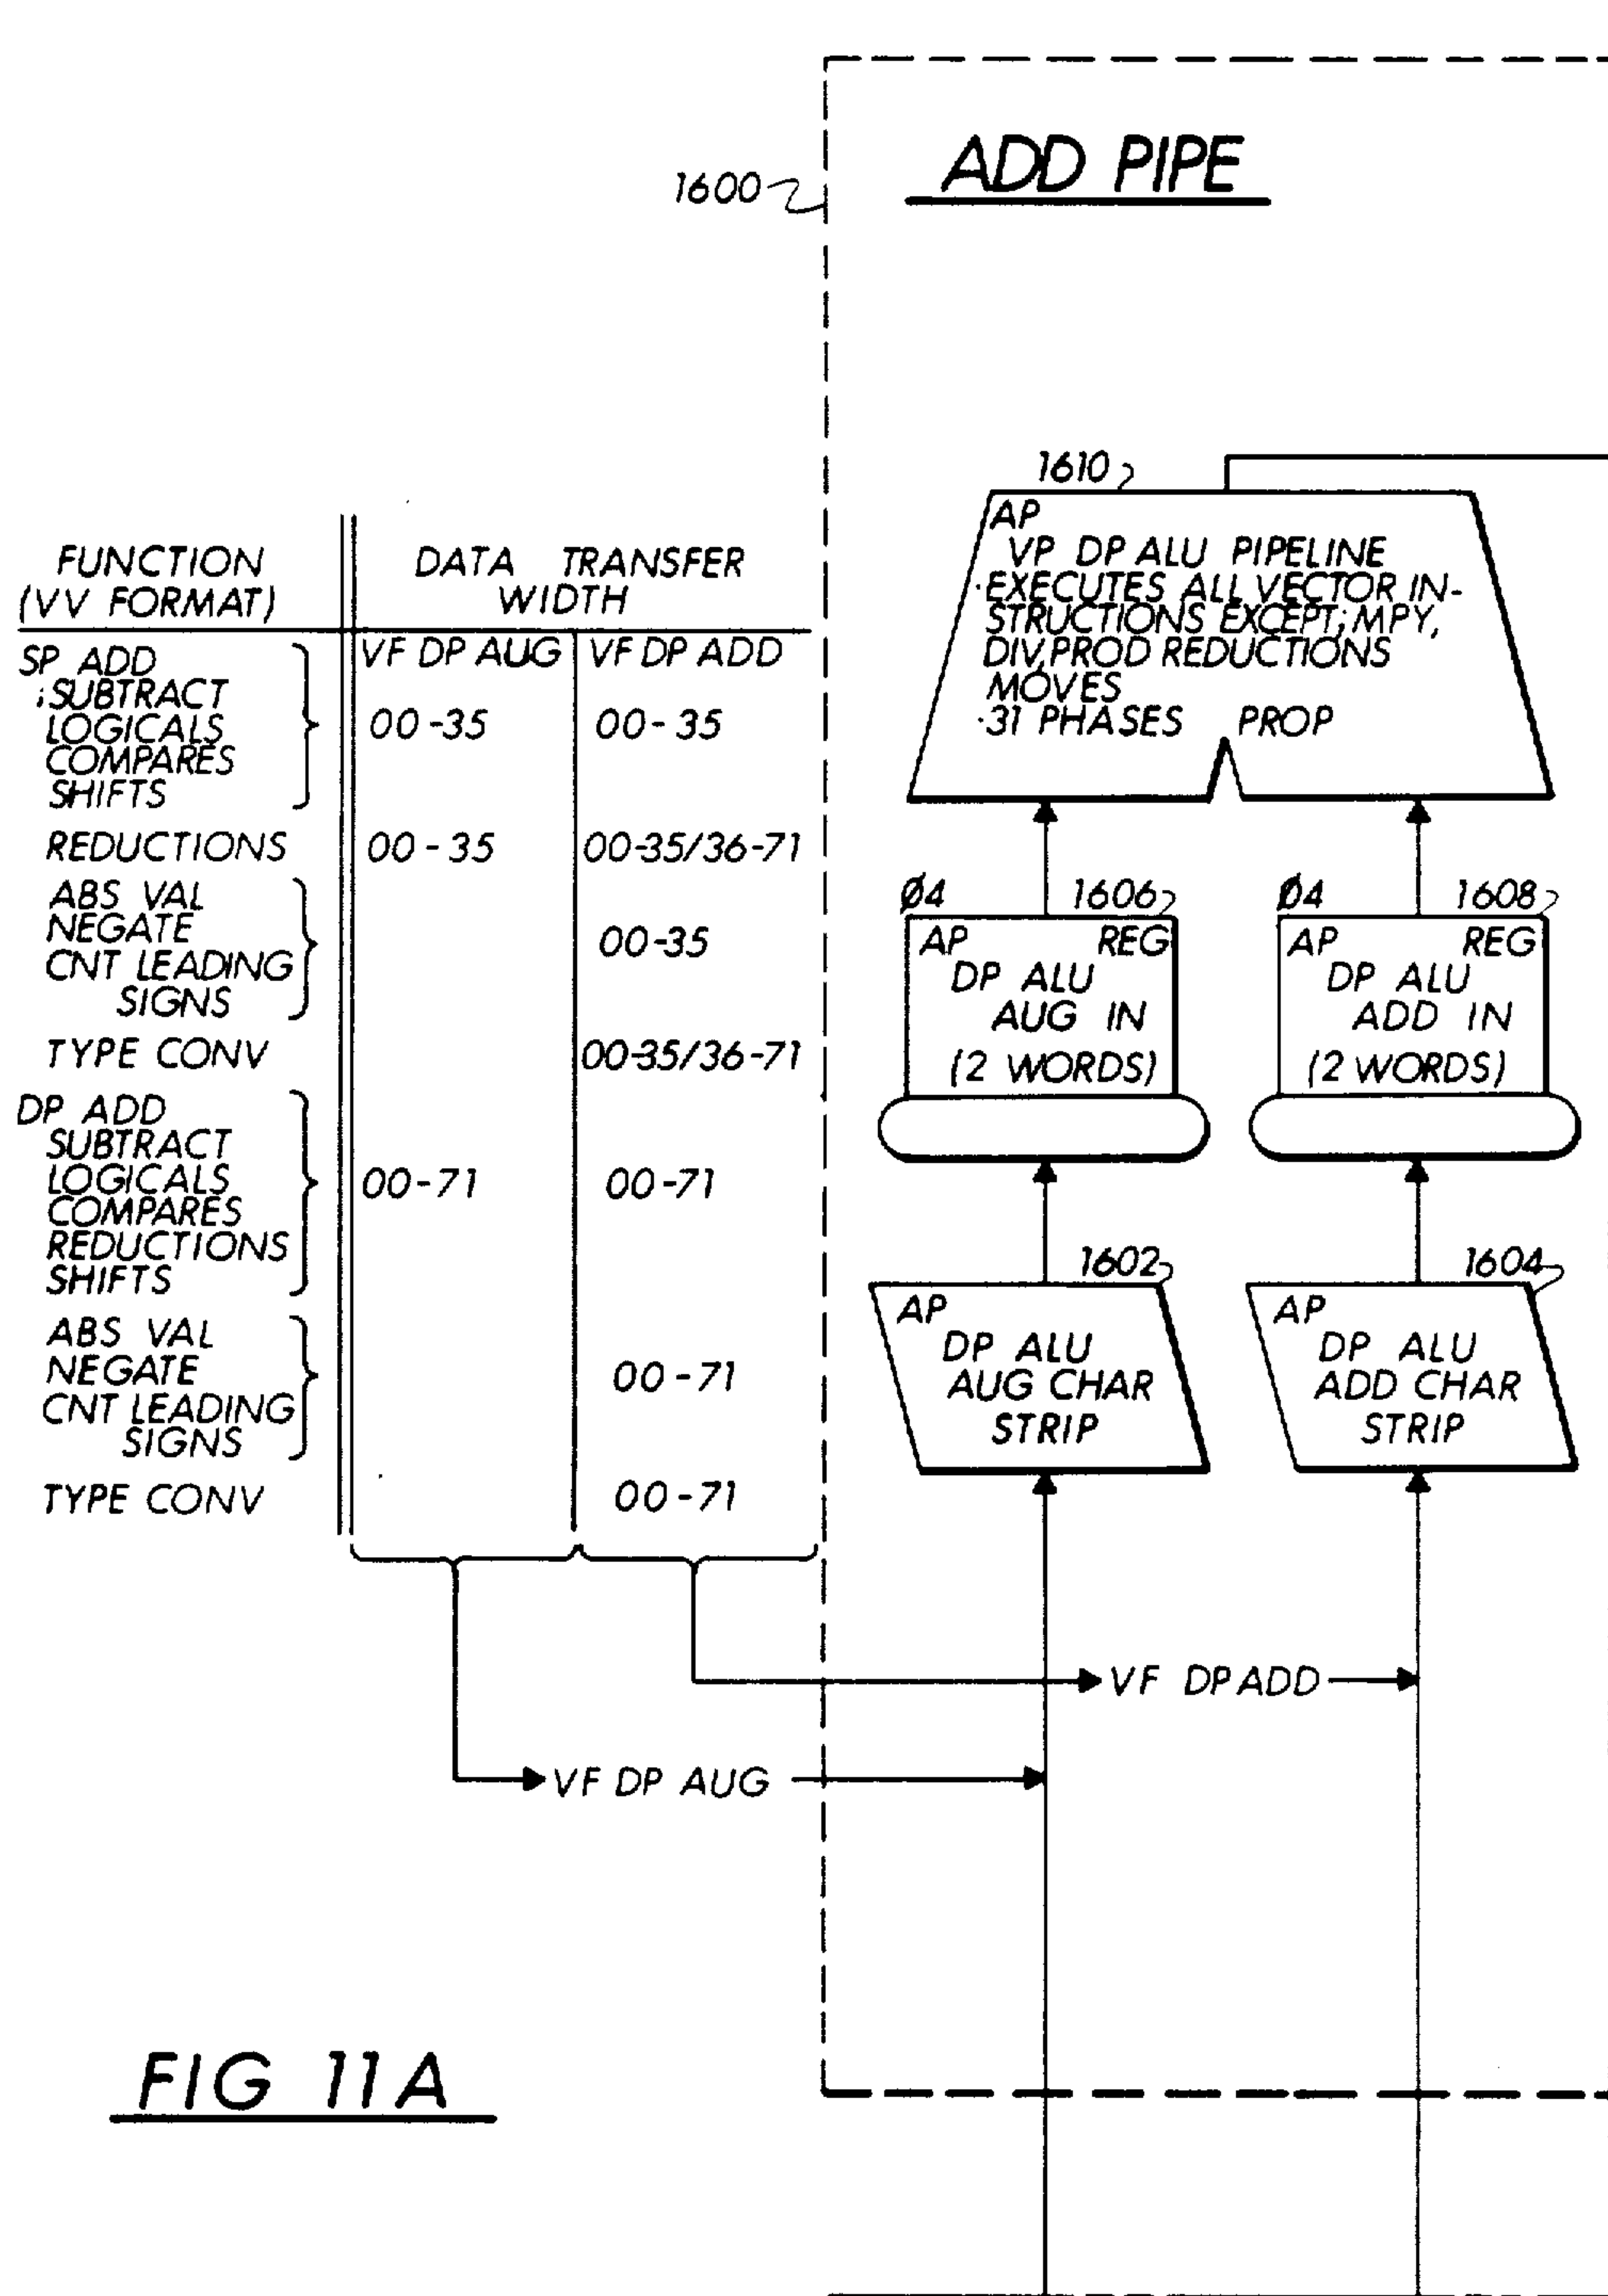 ADD PIPE
1600
1610
AP
VP DP ALU PIPELINE
·EXECUTES ALL VECTOR IN-
STRUCTIONS EXCEPT; MPY,
DIV, PROD REDUCTIONS
MOVES
·31 PHASES PROP
FUNCTION
(VV FORMAT)
DATA TRANSFER
WIDTH
VF DP AUG VF DP ADD
SP ADD
SUBTRACT
LOGICALS
COMPARES
SHIFTS
00-35 00-35
REDUCTIONS 00-35 00-35/36-71
ABS VAL
NEGATE
CNT LEADING
SIGNS
00-35
TYPE CONV 00-35/36-71
DP ADD
SUBTRACT
LOGICALS
COMPARES
REDUCTIONS
SHIFTS
00-71 00-71
ABS VAL
NEGATE
CNT LEADING
SIGNS
00-71
TYPE CONV 00-71
Ø4 1606
AP REG
DP ALU
AUG IN
(2 WORDS)
Ø4 1608
AP REG
DP ALU
ADD IN
(2 WORDS)
1602
AP
DP ALU
AUG CHAR
STRIP
1604
AP
DP ALU
ADD CHAR
STRIP
VF DP ADD
VF DP AUG
FIG 11A